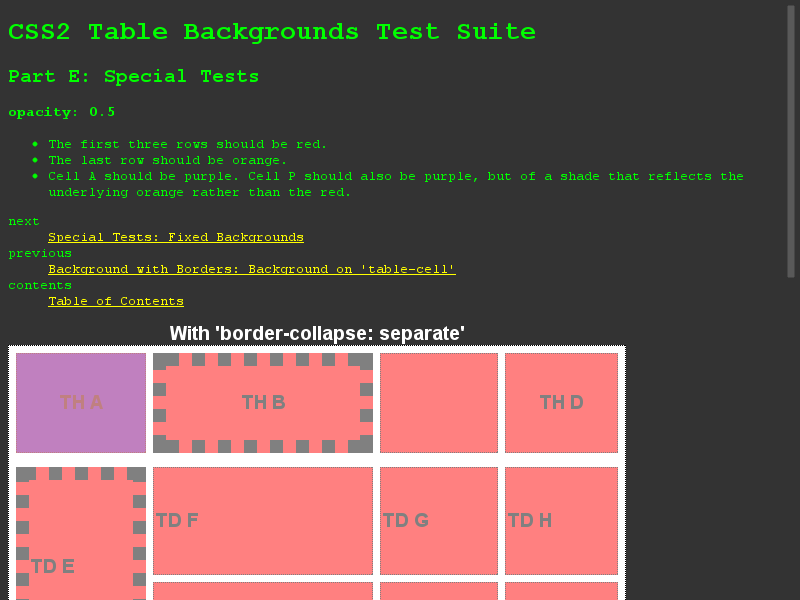 CSS2 Table Backgrounds Test Suite
Part E: Special Tests
opacity: 0.5
The first three rows should be red.
The last row should be orange.
Cell A should be purple. Cell P should also be purple, but of a shade that reflects the
underlying orange rather than the red.
next
Special Tests: Fixed Backgrounds
previous
Background with Borders: Background on 'table-cell'
contents
Table of Contents
With 'border-collapse: separate'
TH A
TH B
TH D
TD F
TD G
TD H
TD E